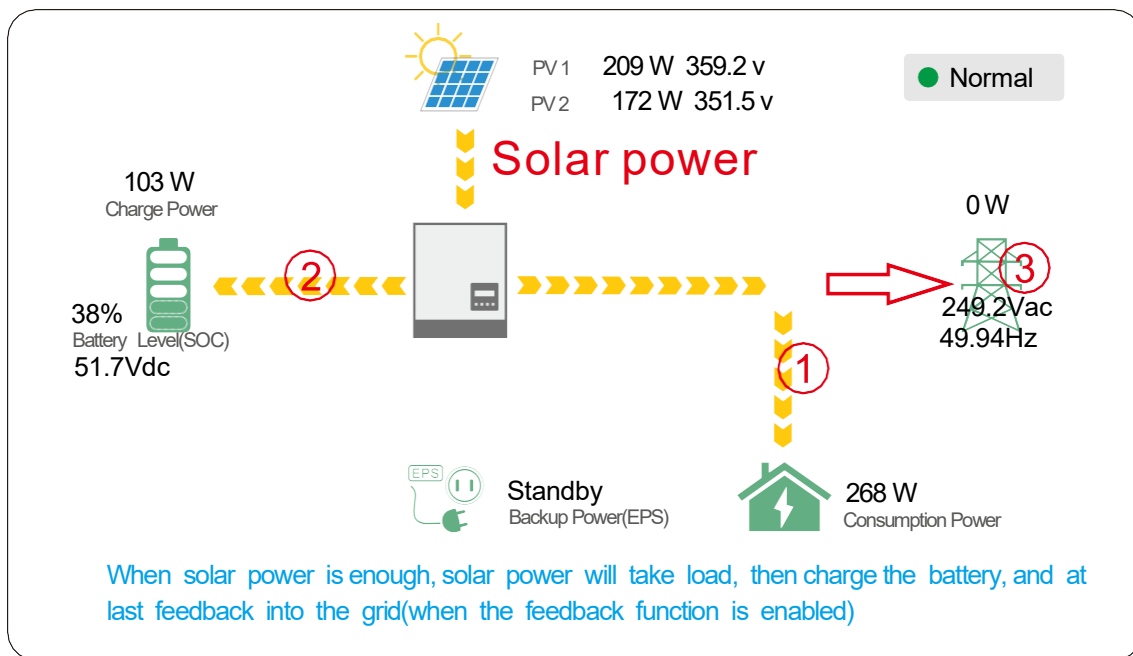 PV 1 209 W 359.2 v
PV 2 172 W 351.5 v
Normal
Solar power
103 W
Charge Power
0 W
2
3
38%
Battery Level(SOC)
51.7Vdc
249.2Vac
49.94Hz
1
EPS
Standby
Backup Power(EPS)
268 W
Consumption Power
When solar power is enough, solar power will take load, then charge the battery, and at
last feedback into the grid(when the feedback function is enabled)